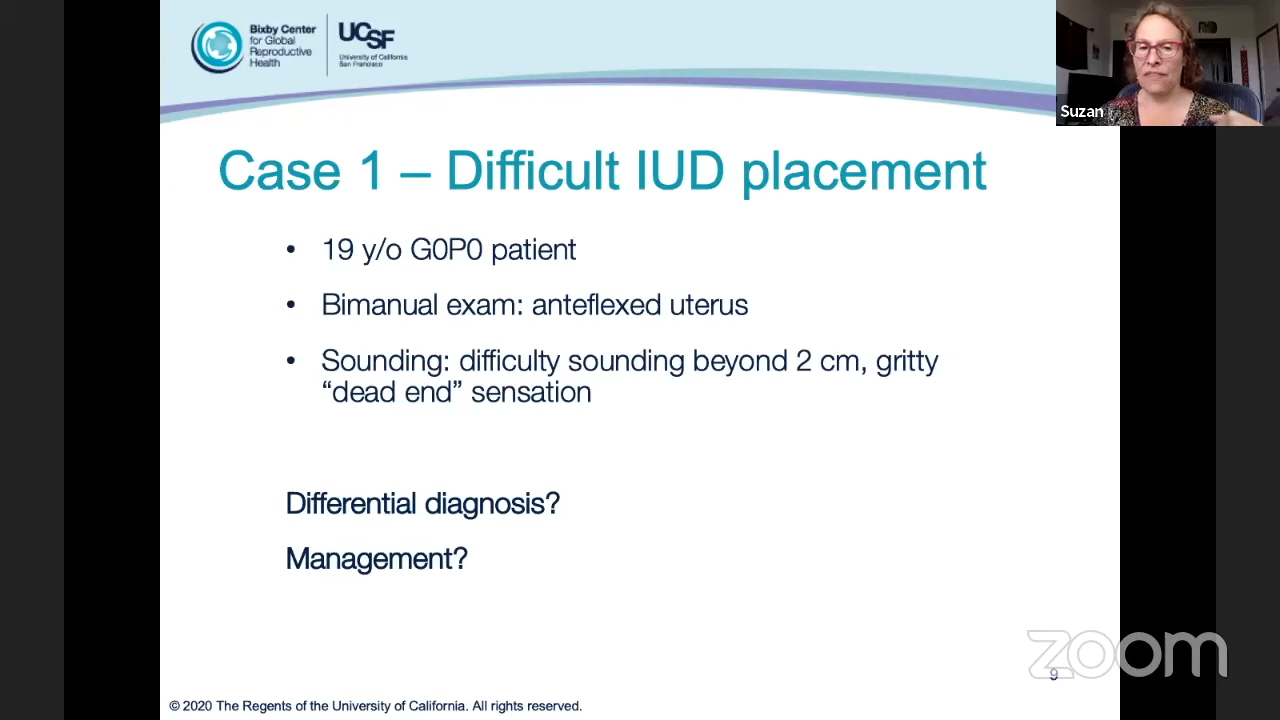 Bixby Center
for Global
Reproductive
Health
UCSF
University of California
San Francisco
Suzan
Case 1 – Difficult IUD placement
• 19 y/o G0P0 patient
• Bimanual exam: anteflexed uterus
• Sounding: difficulty sounding beyond 2 cm, gritty
“dead end” sensation
Differential diagnosis?
Management?
zoom
9
© 2020 The Regents of the University of California. All rights reserved.